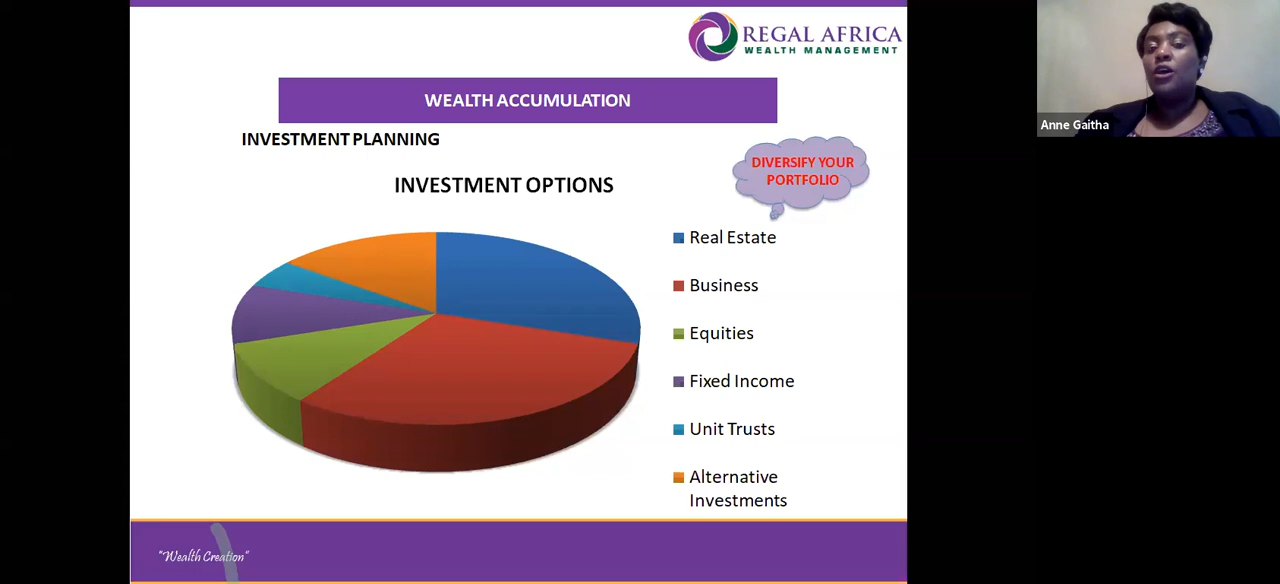 REGAL AFRICA
WEALTH MANAGEMENT
Anne Gaitha
WEALTH ACCUMULATION
INVESTMENT PLANNING
DIVERSIFY YOUR
PORTFOLIO
INVESTMENT OPTIONS
Real Estate
Business
Equities
Fixed Income
Unit Trusts
Alternative
Investments
"Wealth Creation"